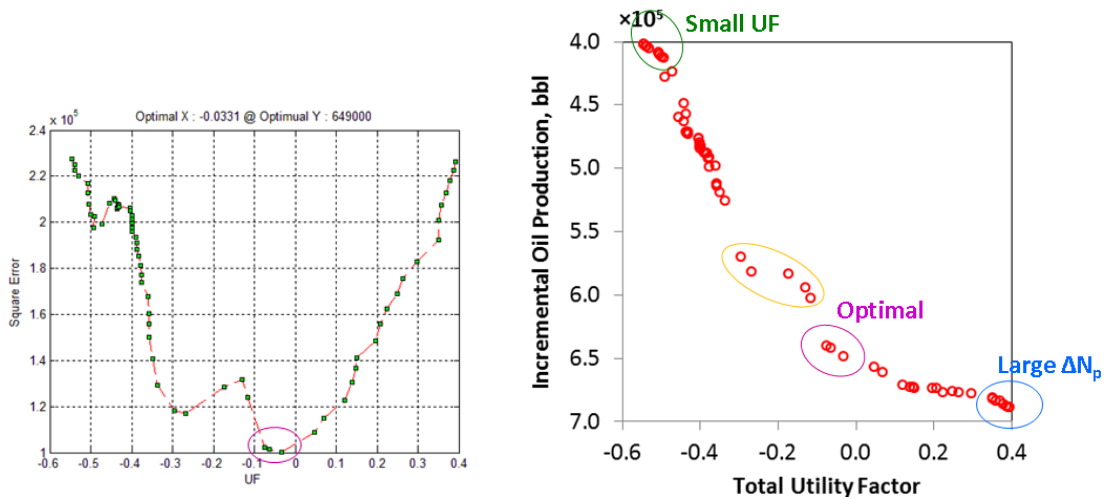 Optimal X : -0.0331 @ Optimual Y : 649000
x 10⁵
2.4
2.2
2
1.8
1.6
1.4
1.2
1
-0.6 -0.5 -0.4 -0.3 -0.2 -0.1 0 0.1 0.2 0.3 0.4
Square Error
UF
×10⁵
Small UF
4.0
4.5
5.0
5.5
6.0
6.5
7.0
Optimal
Large ΔNₚ
-0.6 -0.4 -0.2 0.0 0.2 0.4
Incremental Oil Production, bbl
Total Utility Factor